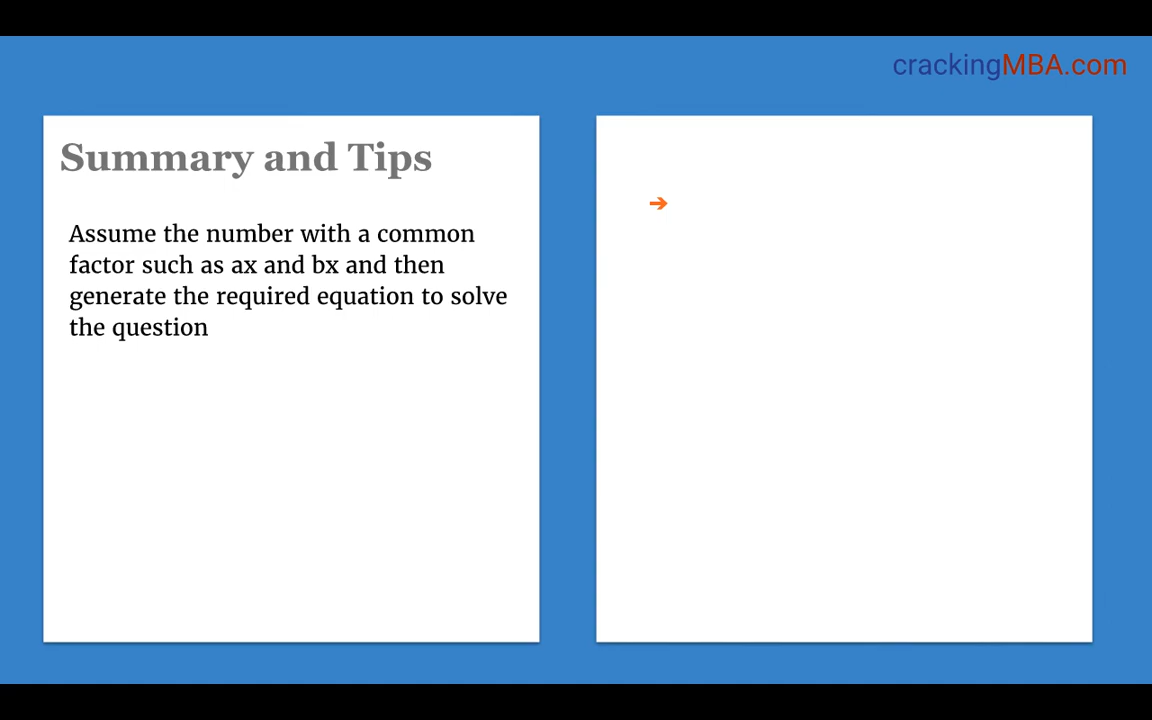 crackingMBA.com
Summary and Tips
Assume the number with a common
factor such as ax and bx and then
generate the required equation to solve
the question
➔